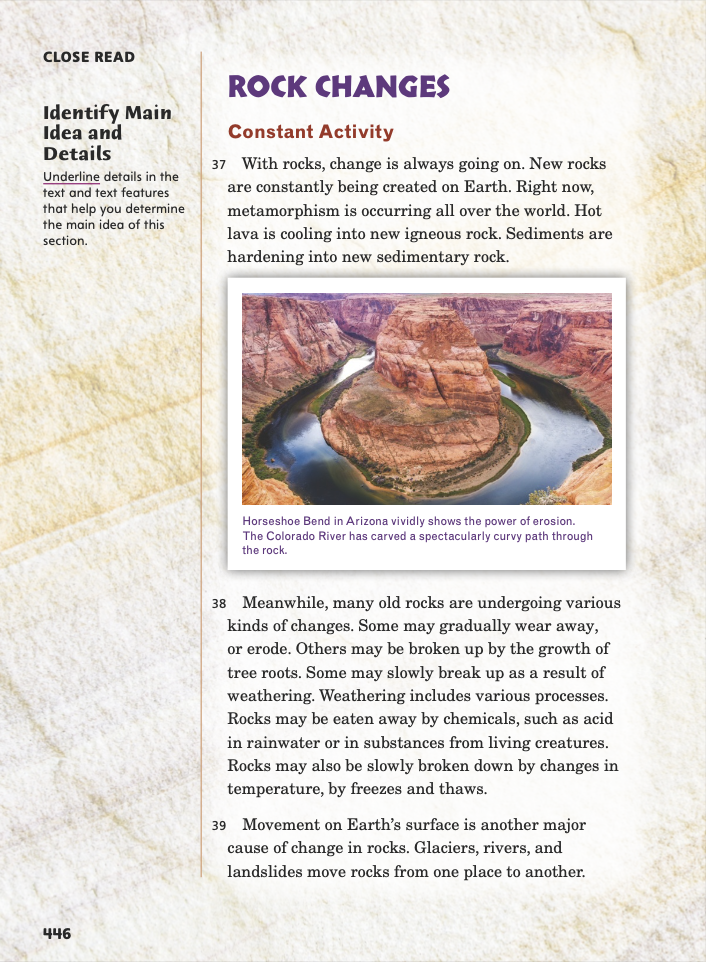 CLOSE READ
Identify Main
Idea and
Details
Underline details in the
text and text features
that help you determine
the main idea of this
section.
ROCK CHANGES
Constant Activity
37 With rocks, change is always going on. New rocks
are constantly being created on Earth. Right now,
metamorphism is occurring all over the world. Hot
lava is cooling into new igneous rock. Sediments are
hardening into new sedimentary rock.
Horseshoe Bend in Arizona vividly shows the power of erosion.
The Colorado River has carved a spectacularly curvy path through
the rock.
38 Meanwhile, many old rocks are undergoing various
kinds of changes. Some may gradually wear away,
or erode. Others may be broken up by the growth of
tree roots. Some may slowly break up as a result of
weathering. Weathering includes various processes.
Rocks may be eaten away by chemicals, such as acid
in rainwater or in substances from living creatures.
Rocks may also be slowly broken down by changes in
temperature, by freezes and thaws.
39 Movement on Earth’s surface is another major
cause of change in rocks. Glaciers, rivers, and
landslides move rocks from one place to another.
446